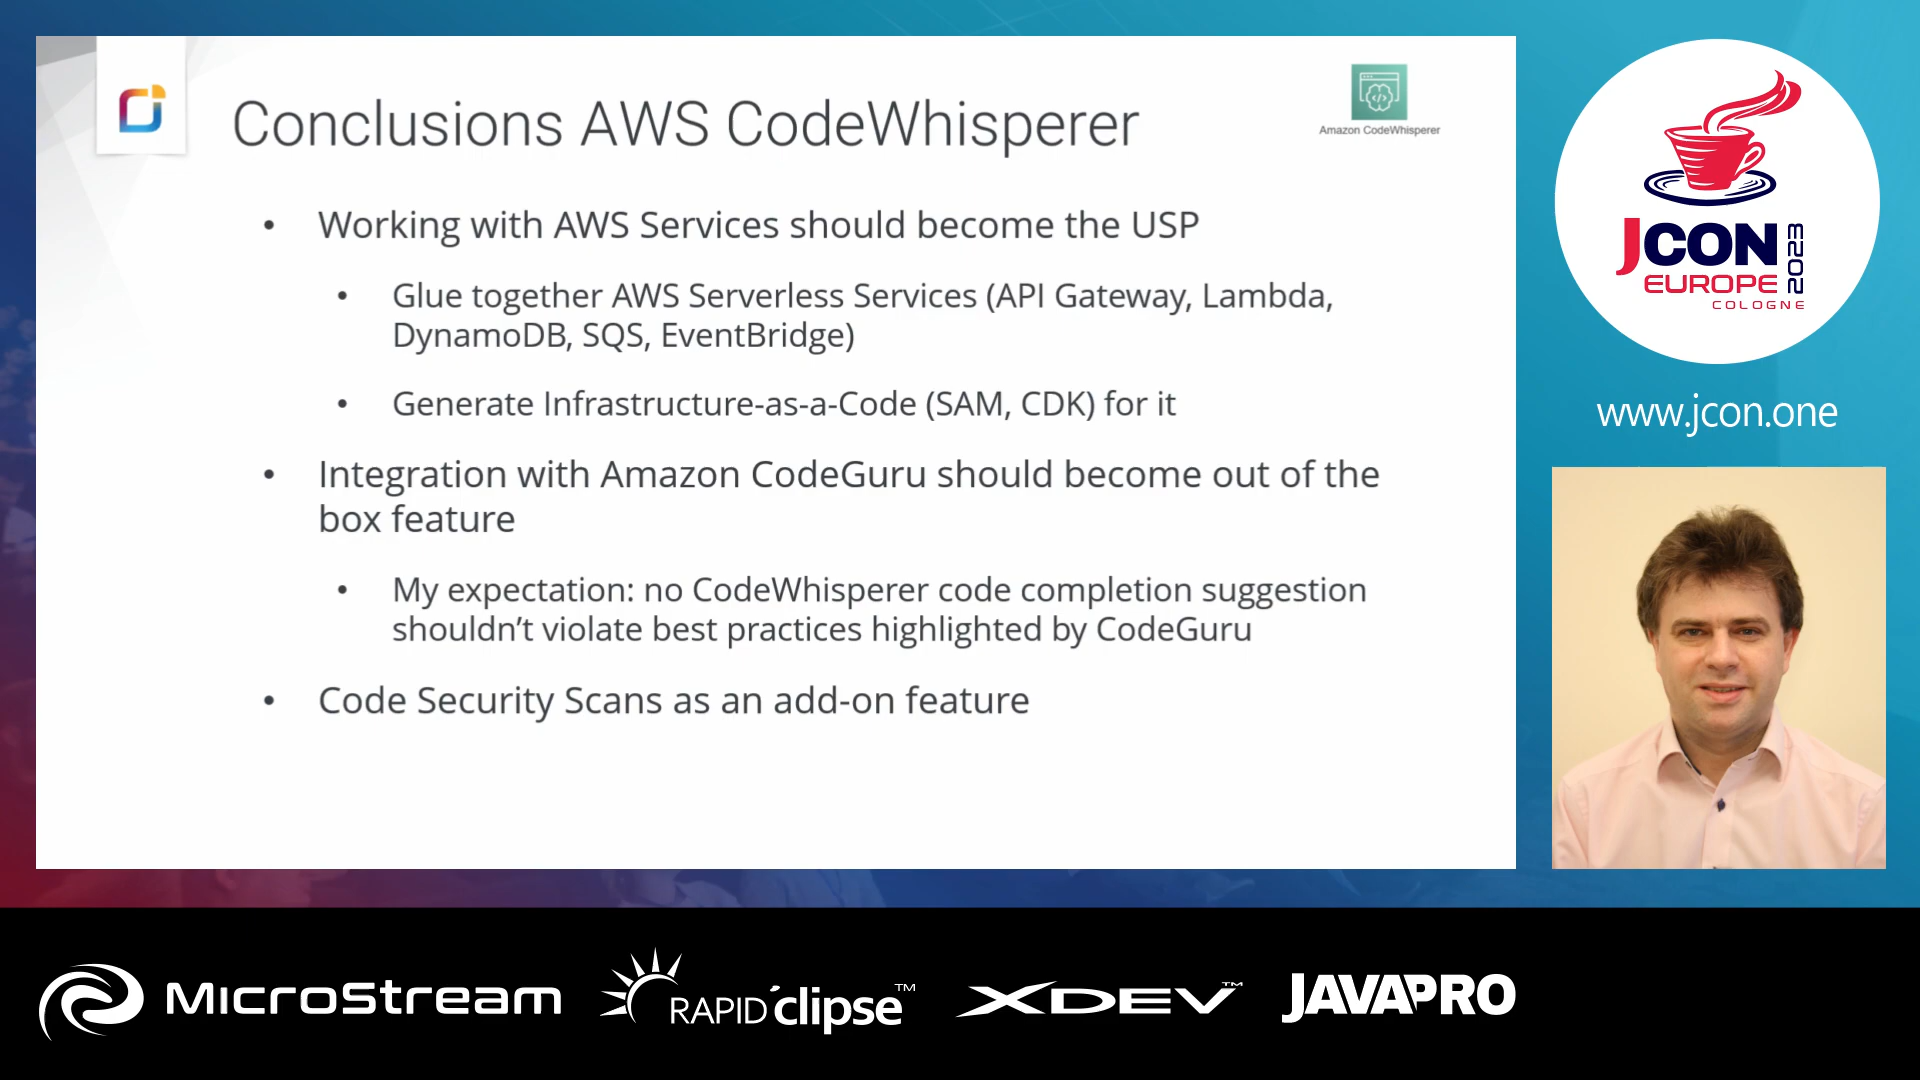 Conclusions AWS CodeWhisperer
Amazon CodeWhisperer
• Working with AWS Services should become the USP
• Glue together AWS Serverless Services (API Gateway, Lambda,
DynamoDB, SQS, EventBridge)
• Generate Infrastructure-as-a-Code (SAM, CDK) for it
• Integration with Amazon CodeGuru should become out of the
box feature
• My expectation: no CodeWhisperer code completion suggestion
shouldn’t violate best practices highlighted by CodeGuru
• Code Security Scans as an add-on feature
JCON
EUROPE
2023
COLOGNE
www.jcon.one
MicroStream
RAPID'clipse™
XDEV™
JAVAPRO